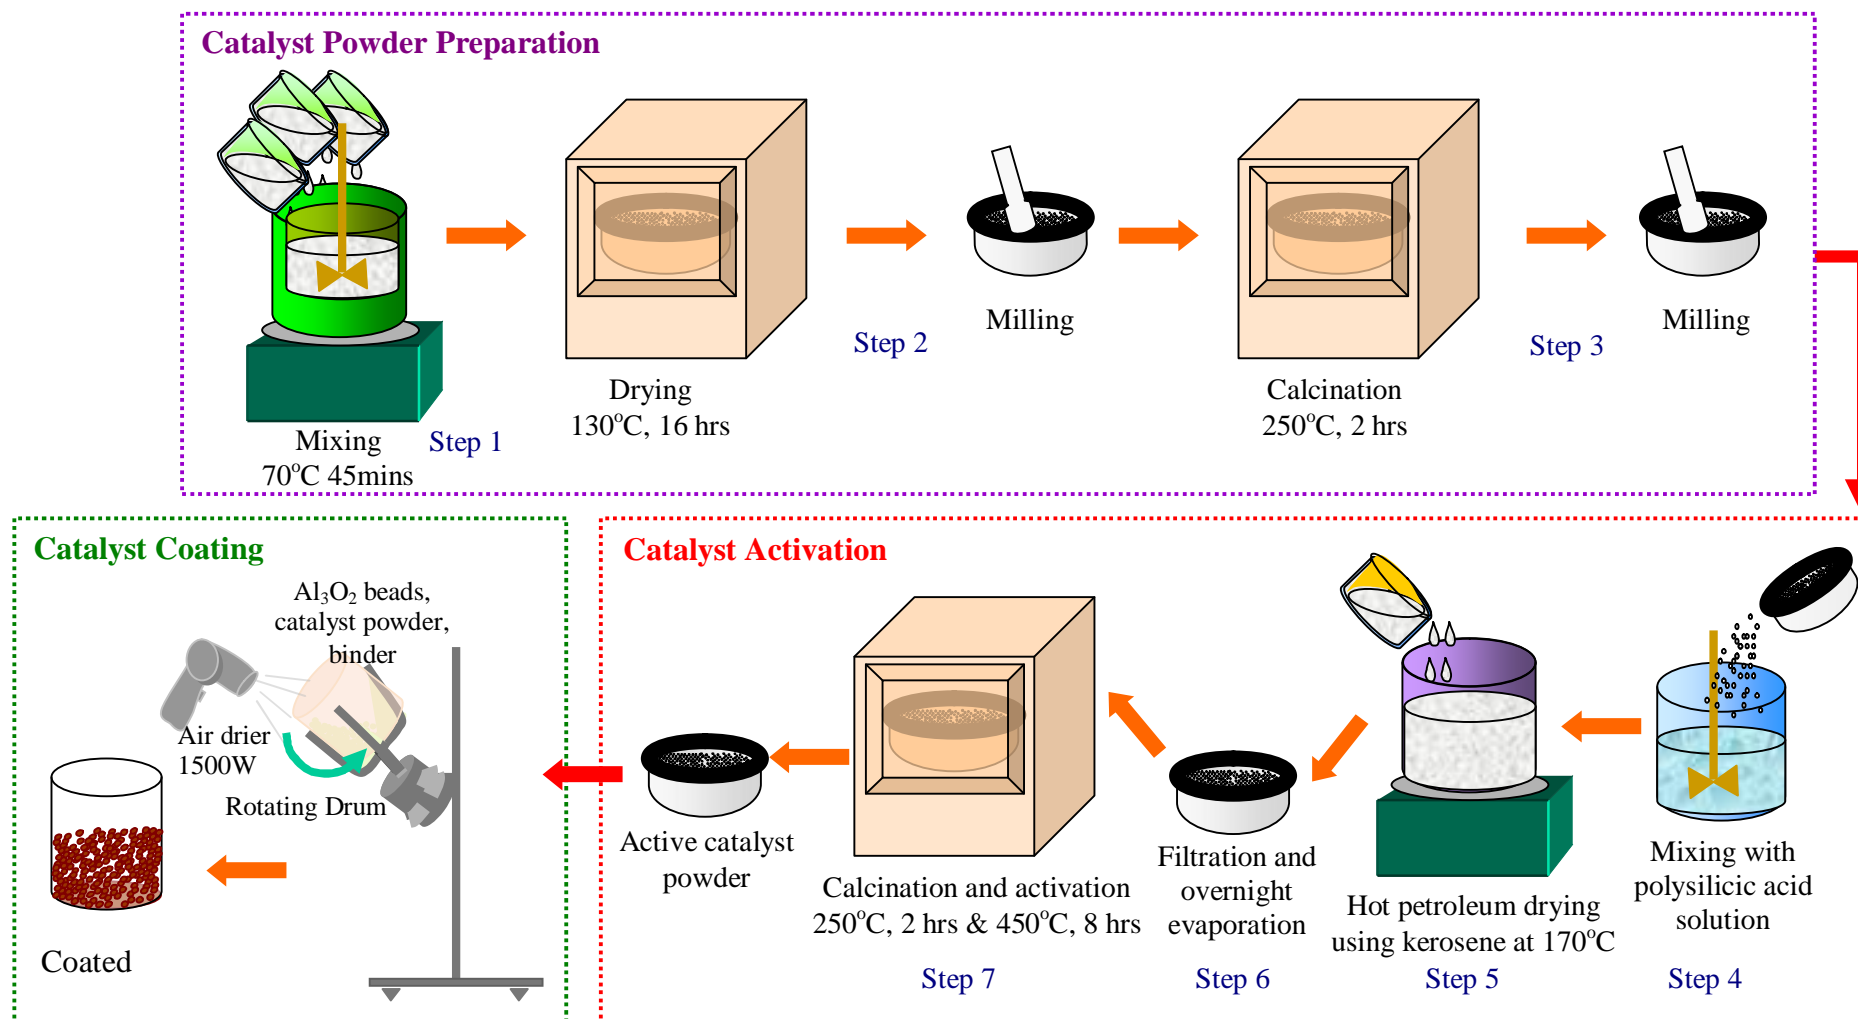 Catalyst Powder Preparation
Mixing
70°C 45mins
Step 1
Drying
130°C, 16 hrs
Step 2
Milling
Calcination
250°C, 2 hrs
Step 3
Milling
Catalyst Activation
Mixing with
polysilicic acid
solution
Step 4
Hot petroleum drying
using kerosene at 170°C
Step 5
Filtration and
overnight
evaporation
Step 6
Calcination and activation
250°C, 2 hrs & 450°C, 8 hrs
Step 7
Active catalyst
powder
Catalyst Coating
Al₃O₂ beads,
catalyst powder,
binder
Air drier
1500W
Rotating Drum
Coated